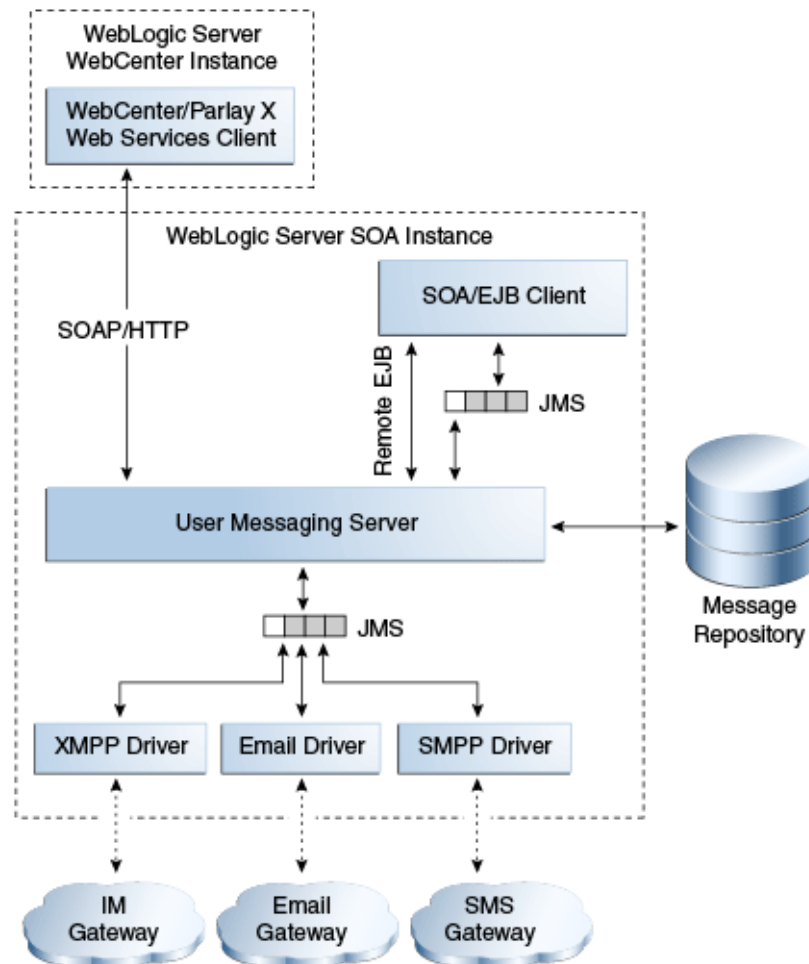 WebLogic Server
WebCenter Instance
WebCenter/Parlay X
Web Services Client
WebLogic Server SOA Instance
SOA/EJB Client
SOAP/HTTP
Remote EJB
JMS
User Messaging Server
Message
Repository
JMS
XMPP Driver
Email Driver
SMPP Driver
IM
Gateway
Email
Gateway
SMS
Gateway